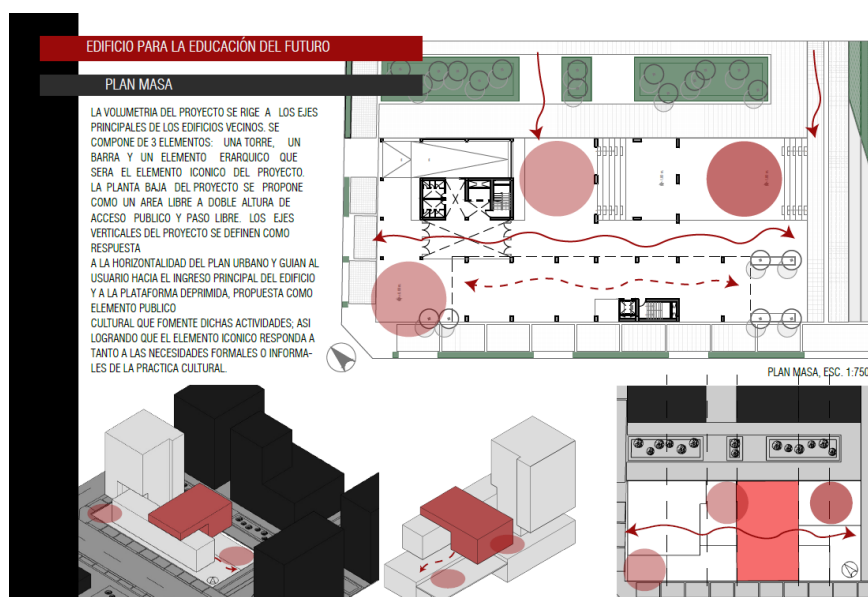 EDIFICIO PARA LA EDUCACIÓN DEL FUTURO
PLAN MASA
LA VOLUMETRIA DEL PROYECTO SE RIGE A LOS EJES
PRINCIPALES DE LOS EDIFICIOS VECINOS. SE
COMPONE DE 3 ELEMENTOS: UNA TORRE, UN
BARRA Y UN ELEMENTO ERARQUICO QUE
SERA EL ELEMENTO ICONICO DEL PROYECTO.
LA PLANTA BAJA DEL PROYECTO SE PROPONE
COMO UN AREA LIBRE A DOBLE ALTURA DE
ACCESO PUBLICO Y PASO LIBRE. LOS EJES
VERTICALES DEL PROYECTO SE DEFINEN COMO
RESPUESTA
A LA HORIZONTALIDAD DEL PLAN URBANO Y GUIAN AL
USUARIO HACIA EL INGRESO PRINCIPAL DEL EDIFICIO
Y A LA PLATAFORMA DEPRIMIDA, PROPUESTA COMO
ELEMENTO PUBLICO
CULTURAL QUE FOMENTE DICHAS ACTIVIDADES; ASI
LOGRANDO QUE EL ELEMENTO ICONICO RESPONDA A
TANTO A LAS NECESIDADES FORMALES O INFORMA-
LES DE LA PRACTICA CULTURAL.
PLAN MASA, ESC. 1:750